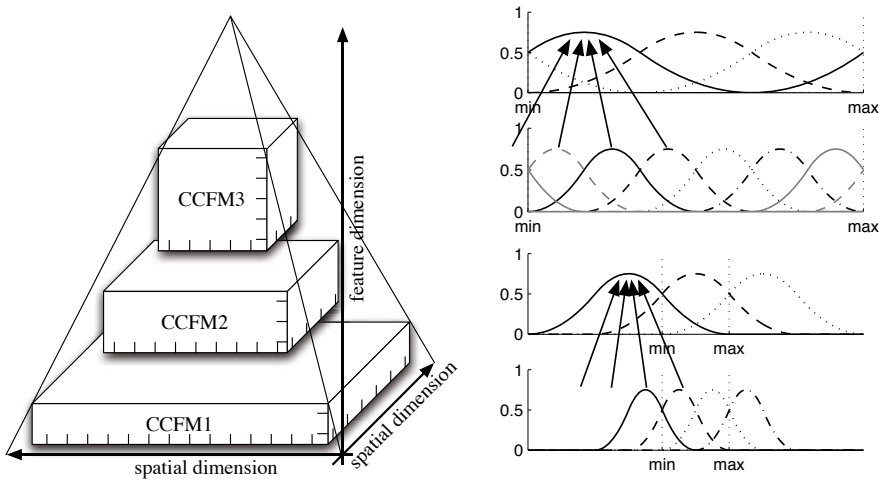 CCFM3
CCFM2
CCFM1
feature dimension
spatial dimension
spatial dimension
1
0.5
0
min
max
1
0.5
0
min
max
1
0.5
0
min
max
1
0.5
0
min
max